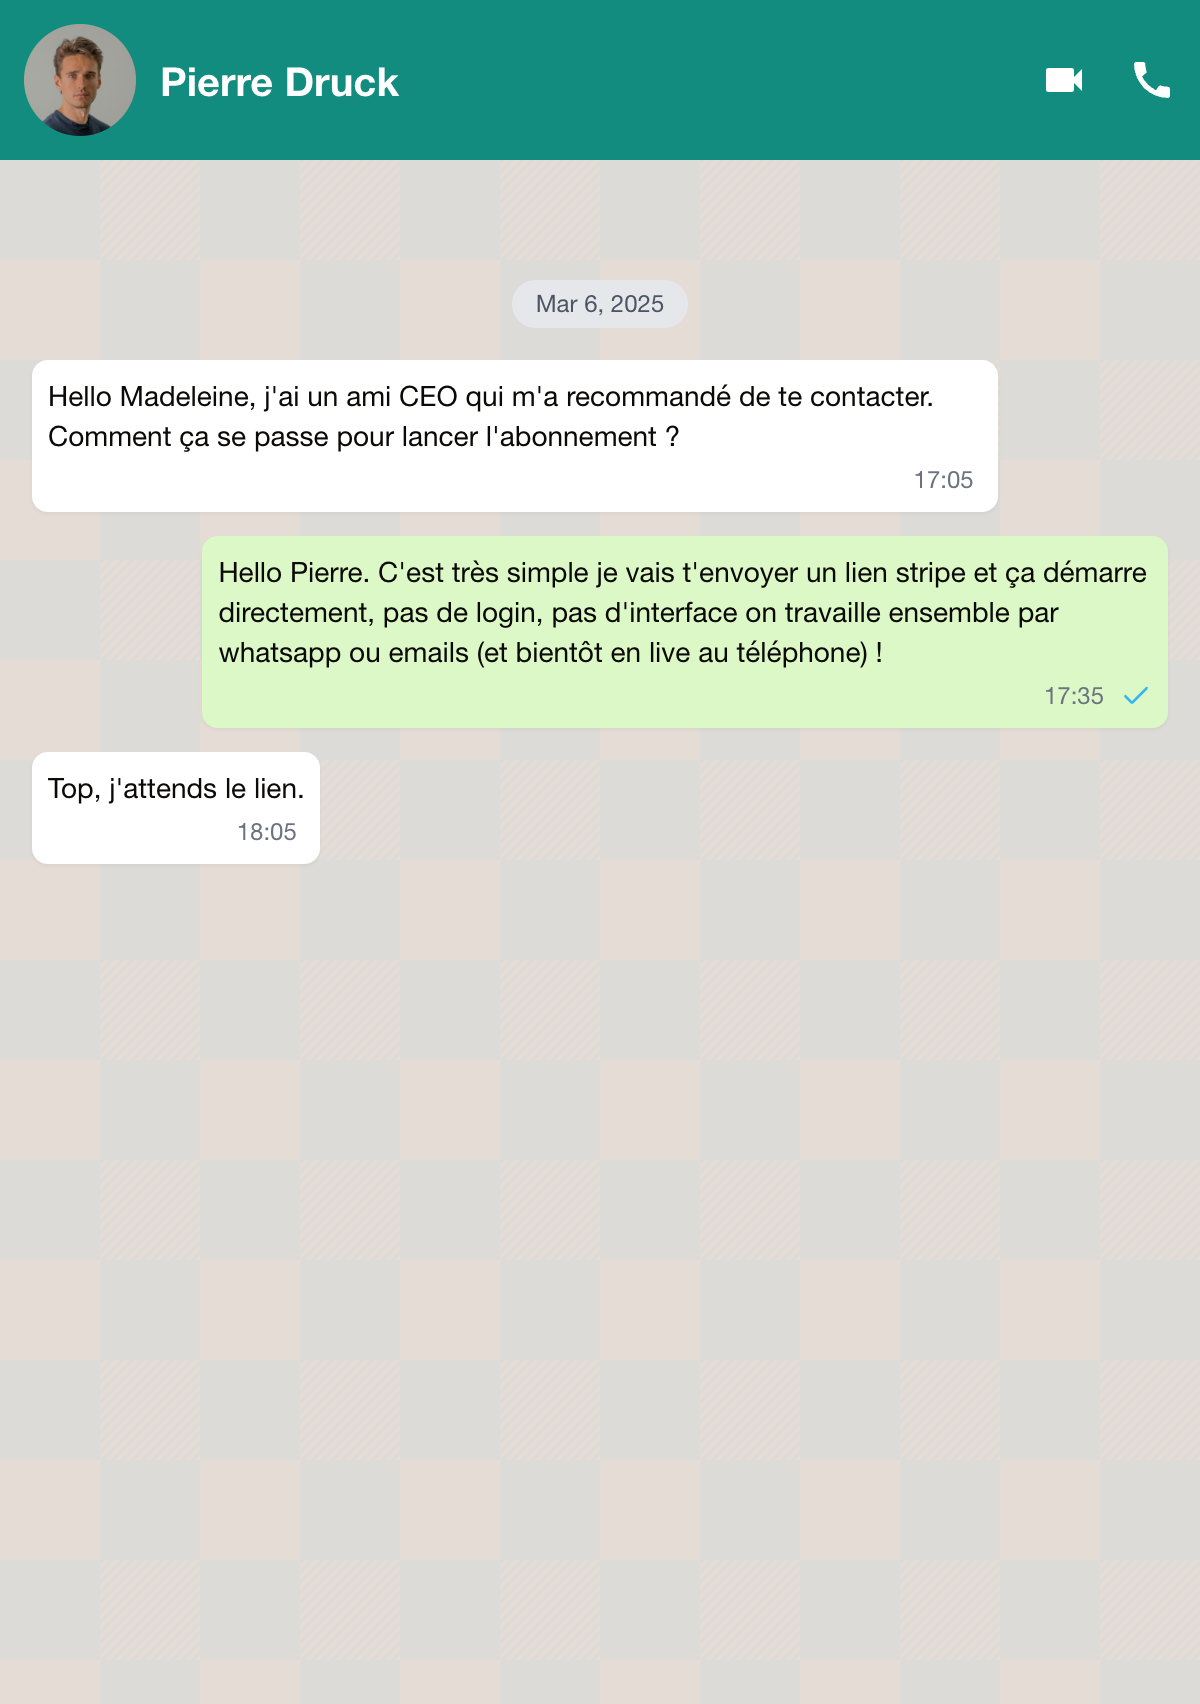 Pierre Druck
Mar 6, 2025
Hello Madeleine, j'ai un ami CEO qui m'a recommandé de te contacter.
Comment ça se passe pour lancer l'abonnement ?
17:05
Hello Pierre. C'est très simple je vais t'envoyer un lien stripe et ça démarre
directement, pas de login, pas d'interface on travaille ensemble par
whatsapp ou emails (et bientôt en live au téléphone) !
17:35
Top, j'attends le lien.
18:05